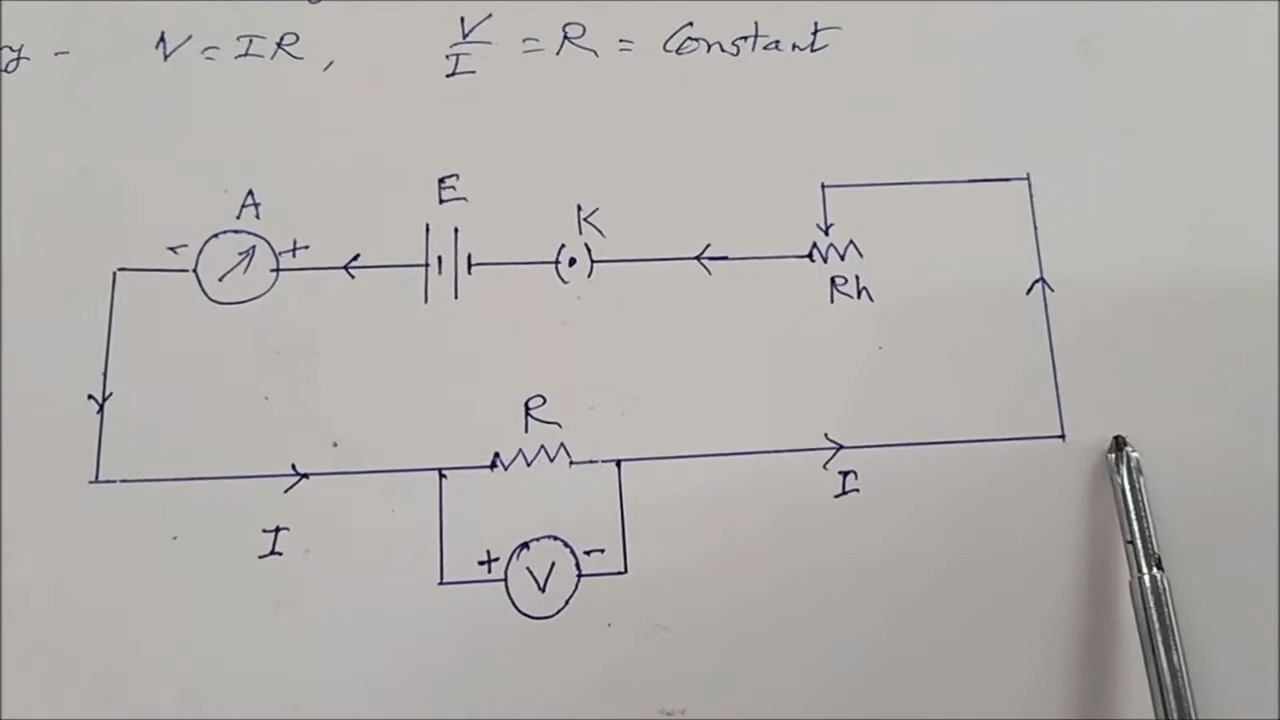 y - V = IR, V/I = R = Constant
E
A
K
- +
Rh
R
I
I
+ -
V